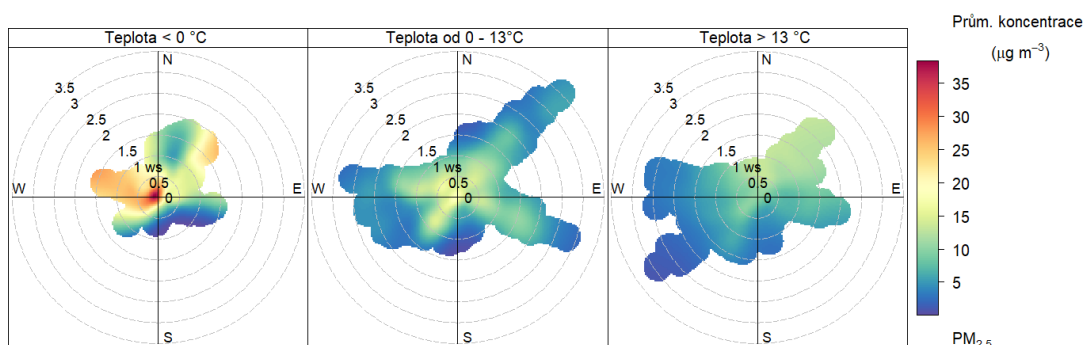 Teplota < 0 °C
Teplota od 0 - 13°C
Teplota > 13 °C
Prům. koncentrace
(µg m⁻³)
N
3.5
3
2.5
2
1.5
1 ws
0.5
0
W
E
S
N
3.5
3
2.5
2
1.5
1 ws
0.5
0
W
E
S
N
3.5
3
2.5
2
1.5
1 ws
0.5
0
W
E
S
35
30
25
20
15
10
5
PM₂.₅